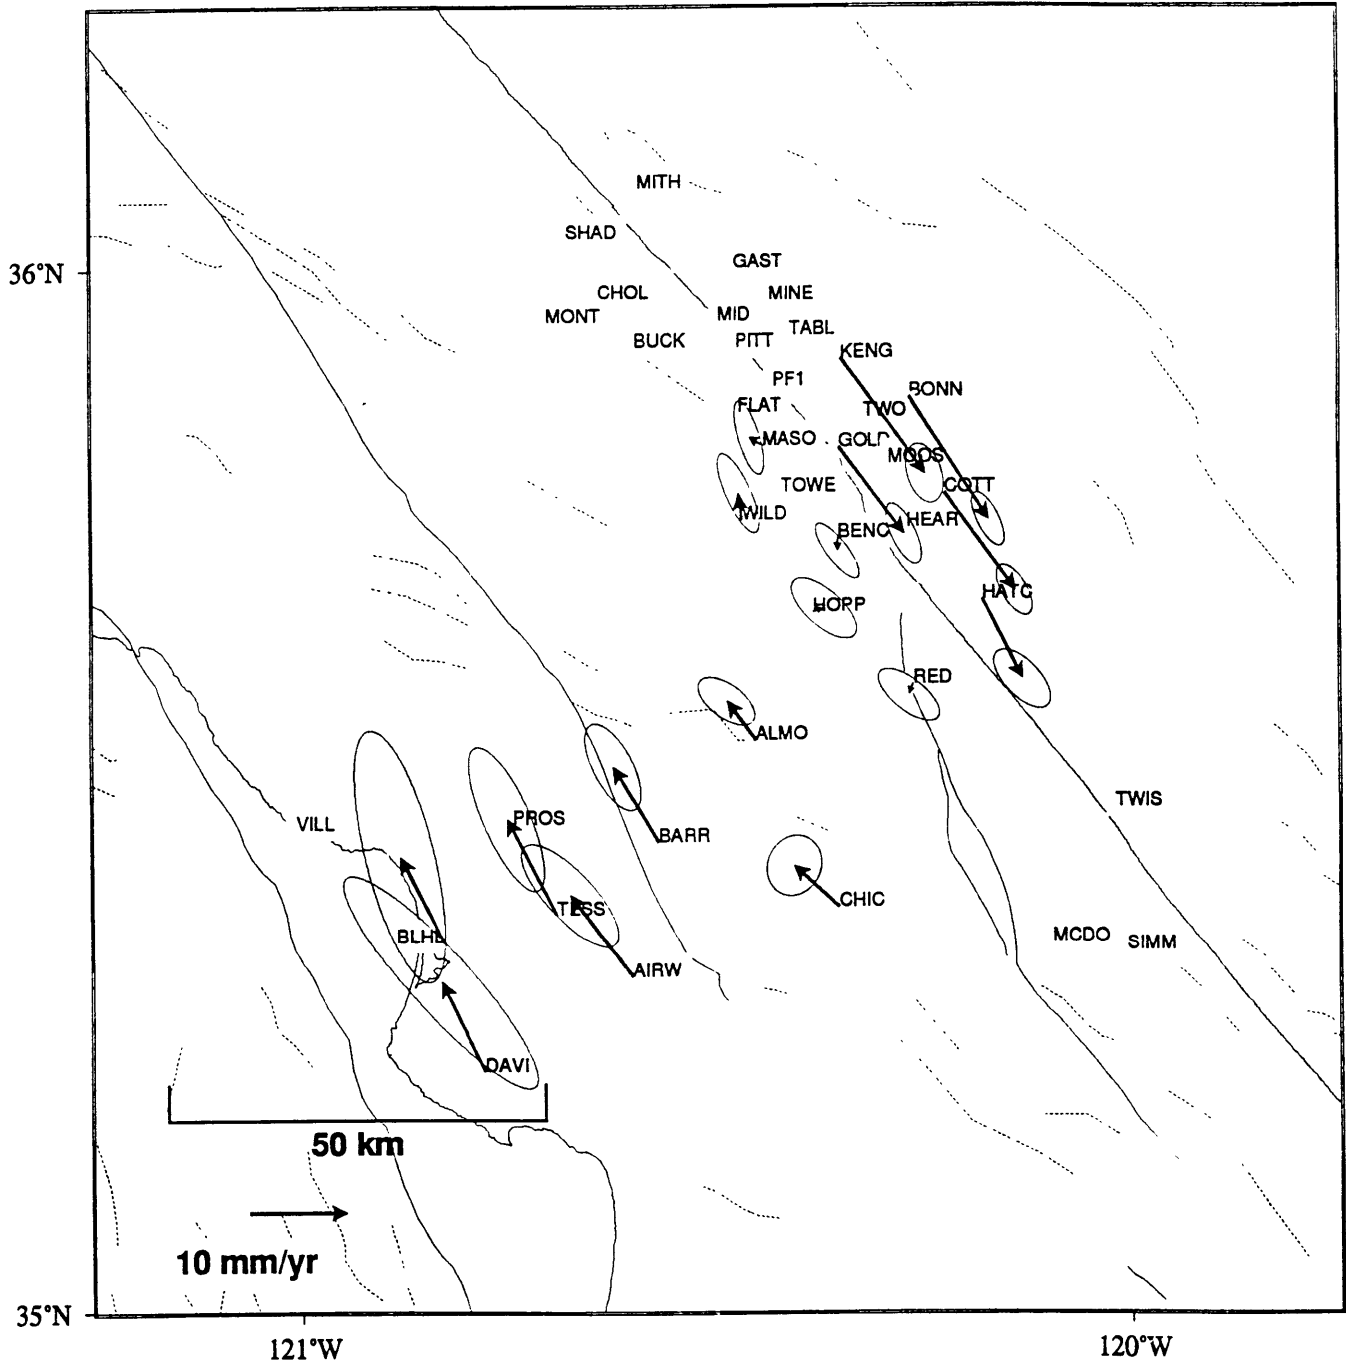 MITH
SHAD
GAST
36°N
CHOL
MINE
MONT
MID
TABL
BUCK
PITT
KENG
PF1
BONN
FLAT
TWO
MASO
GOLD
MOOS
TOWE
COTT
WILD
HEAR
BENC
HATC
HOPP
RED
ALMO
TWIS
PROS
VILL
BARR
CHIC
TESS
BLHL
MCDO
SIMM
AIRW
DAVI
50 km
10 mm/yr
35°N
121°W
120°W